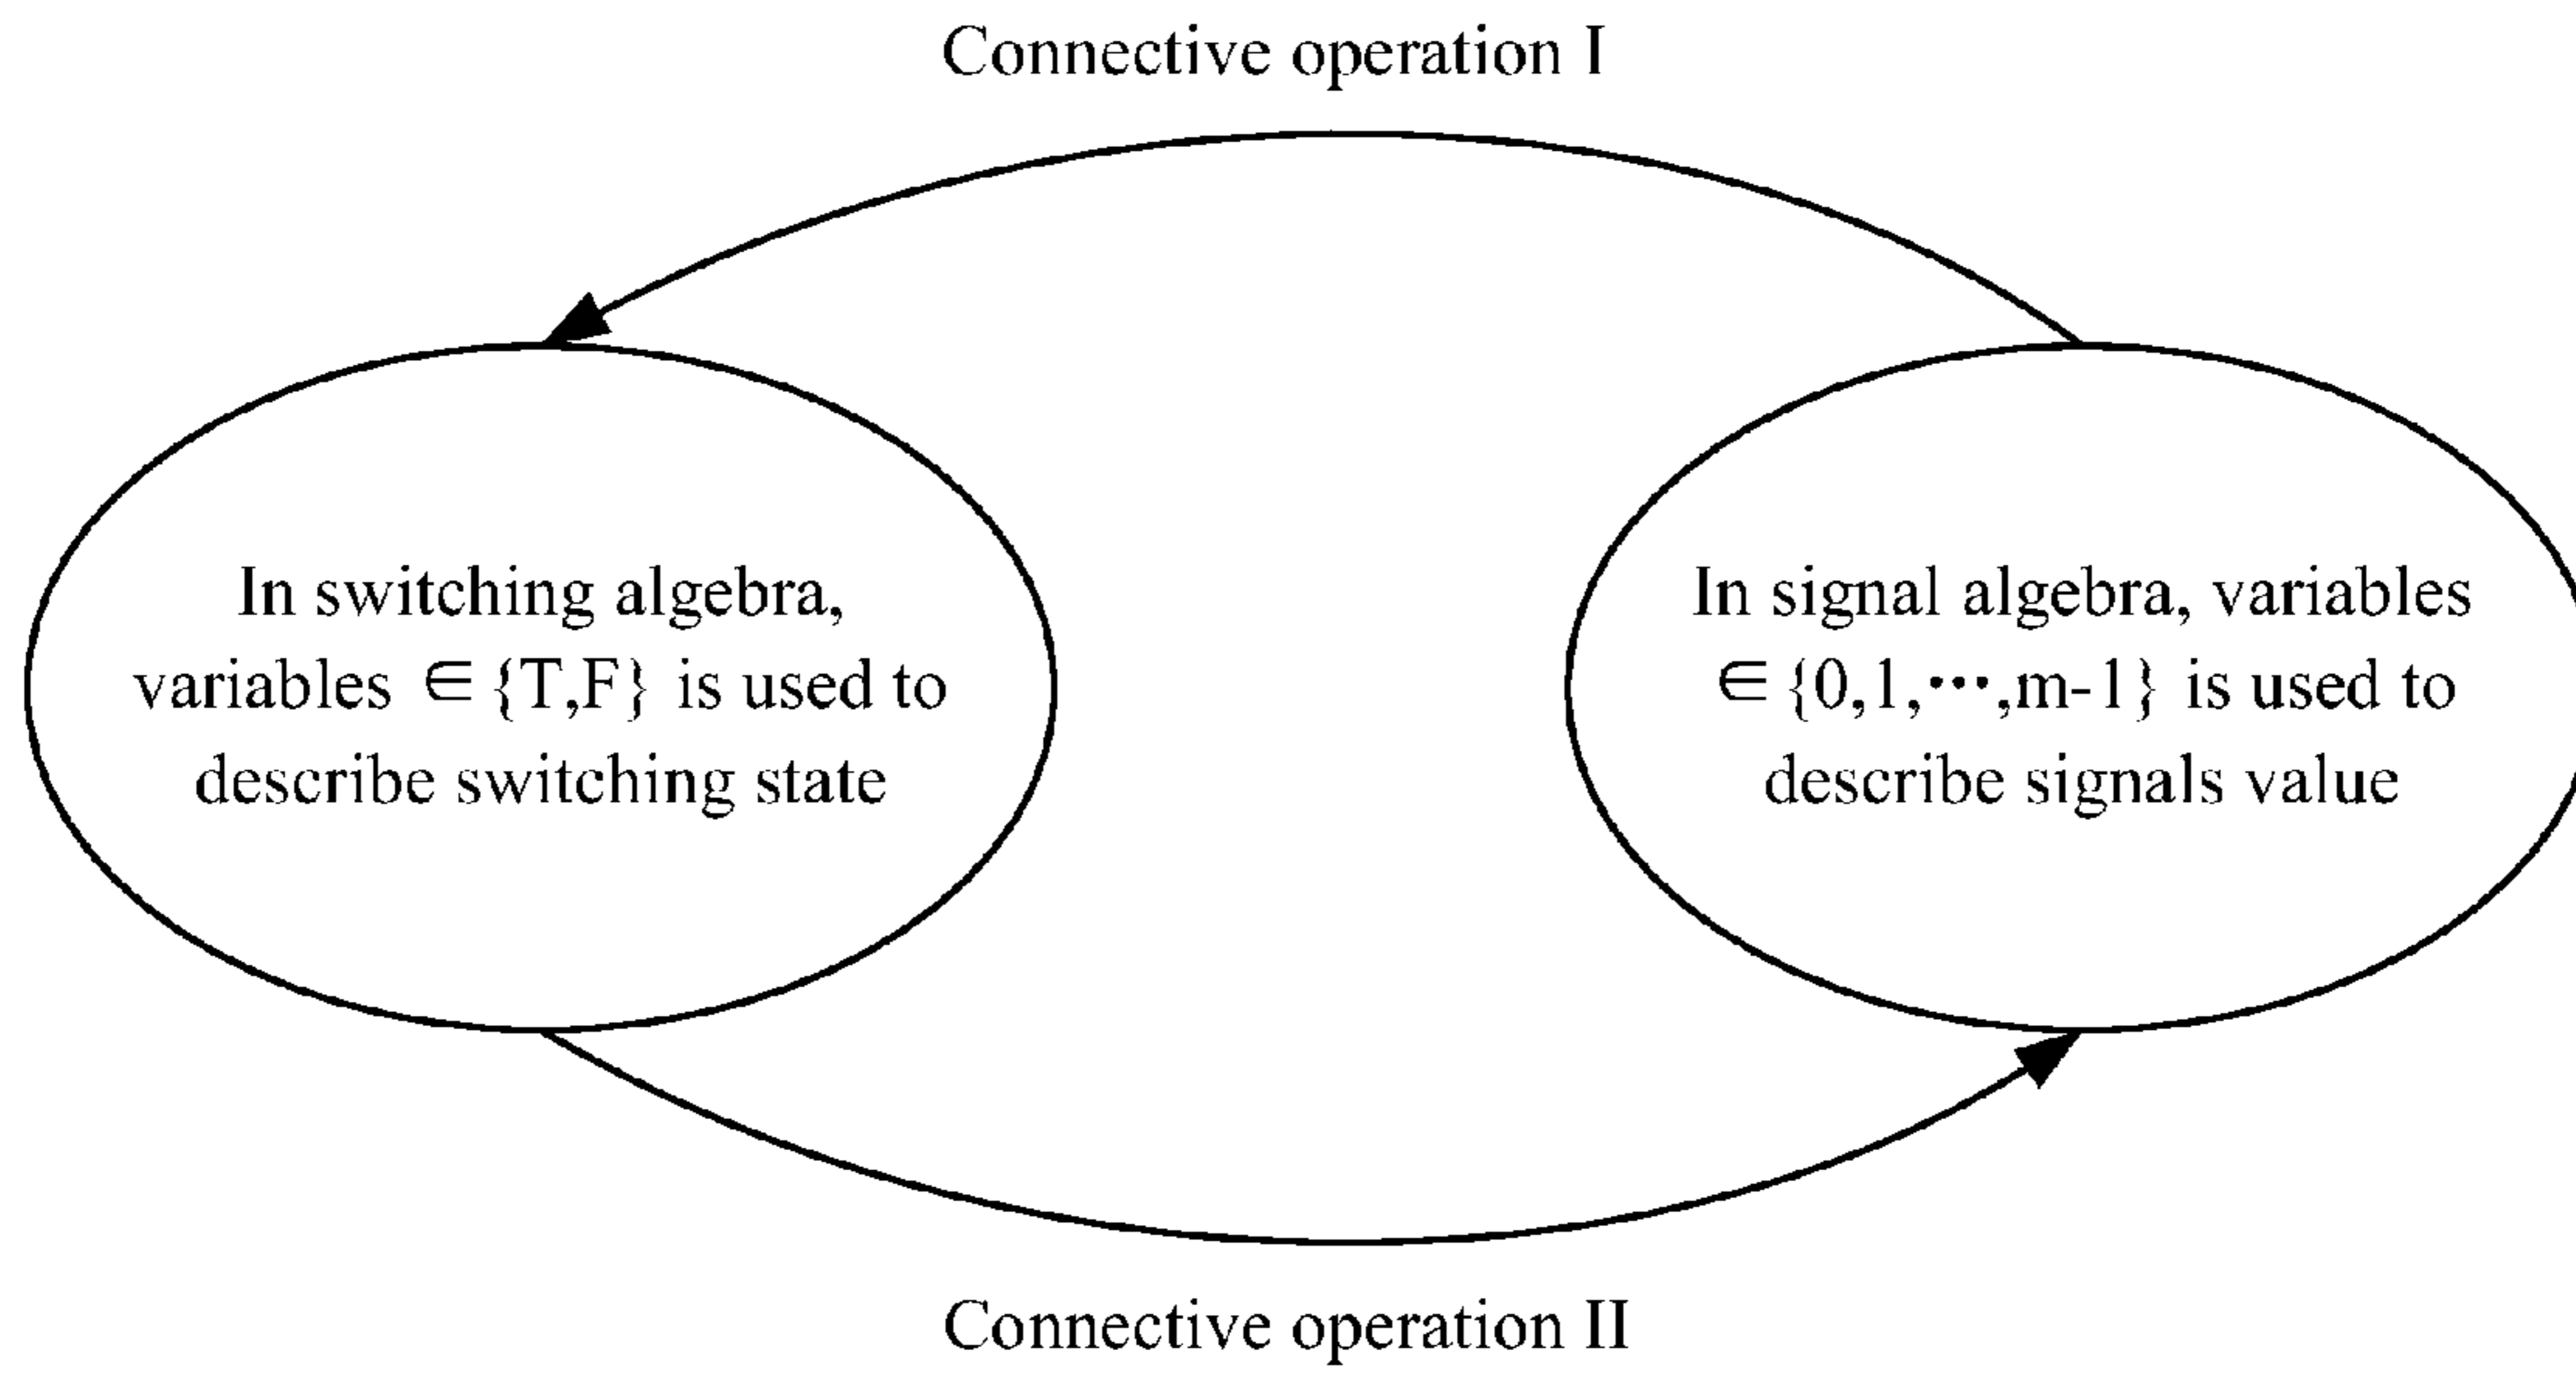 Connective operation I
In switching algebra,
variables ∈{T,F} is used to
describe switching state
In signal algebra, variables
∈{0,1,⋯,m-1} is used to
describe signals value
Connective operation II